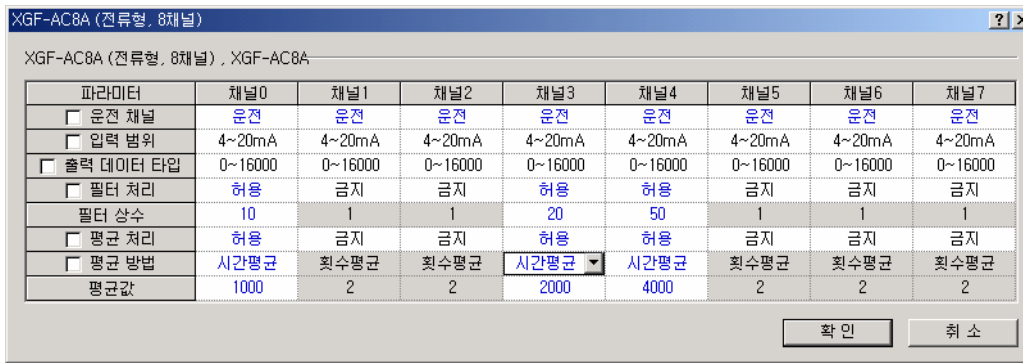 XGF-AC8A (전류형, 8채널)
XGF-AC8A (전류형, 8채널) , XGF-AC8A
파라미터 채널0 채널1 채널2 채널3 채널4 채널5 채널6 채널7
운전 채널 운전 운전 운전 운전 운전 운전 운전 운전
입력 범위 4~20mA 4~20mA 4~20mA 4~20mA 4~20mA 4~20mA 4~20mA 4~20mA
출력 데이터 타입 0~16000 0~16000 0~16000 0~16000 0~16000 0~16000 0~16000 0~16000
필터 처리 허용 금지 금지 허용 허용 금지 금지 금지
필터 상수 10 1 1 20 50 1 1 1
평균 처리 허용 금지 금지 허용 허용 금지 금지 금지
평균 방법 시간평균 횟수평균 횟수평균 시간평균 시간평균 횟수평균 횟수평균 횟수평균
평균값 1000 2 2 2000 4000 2 2 2
확 인 취 소